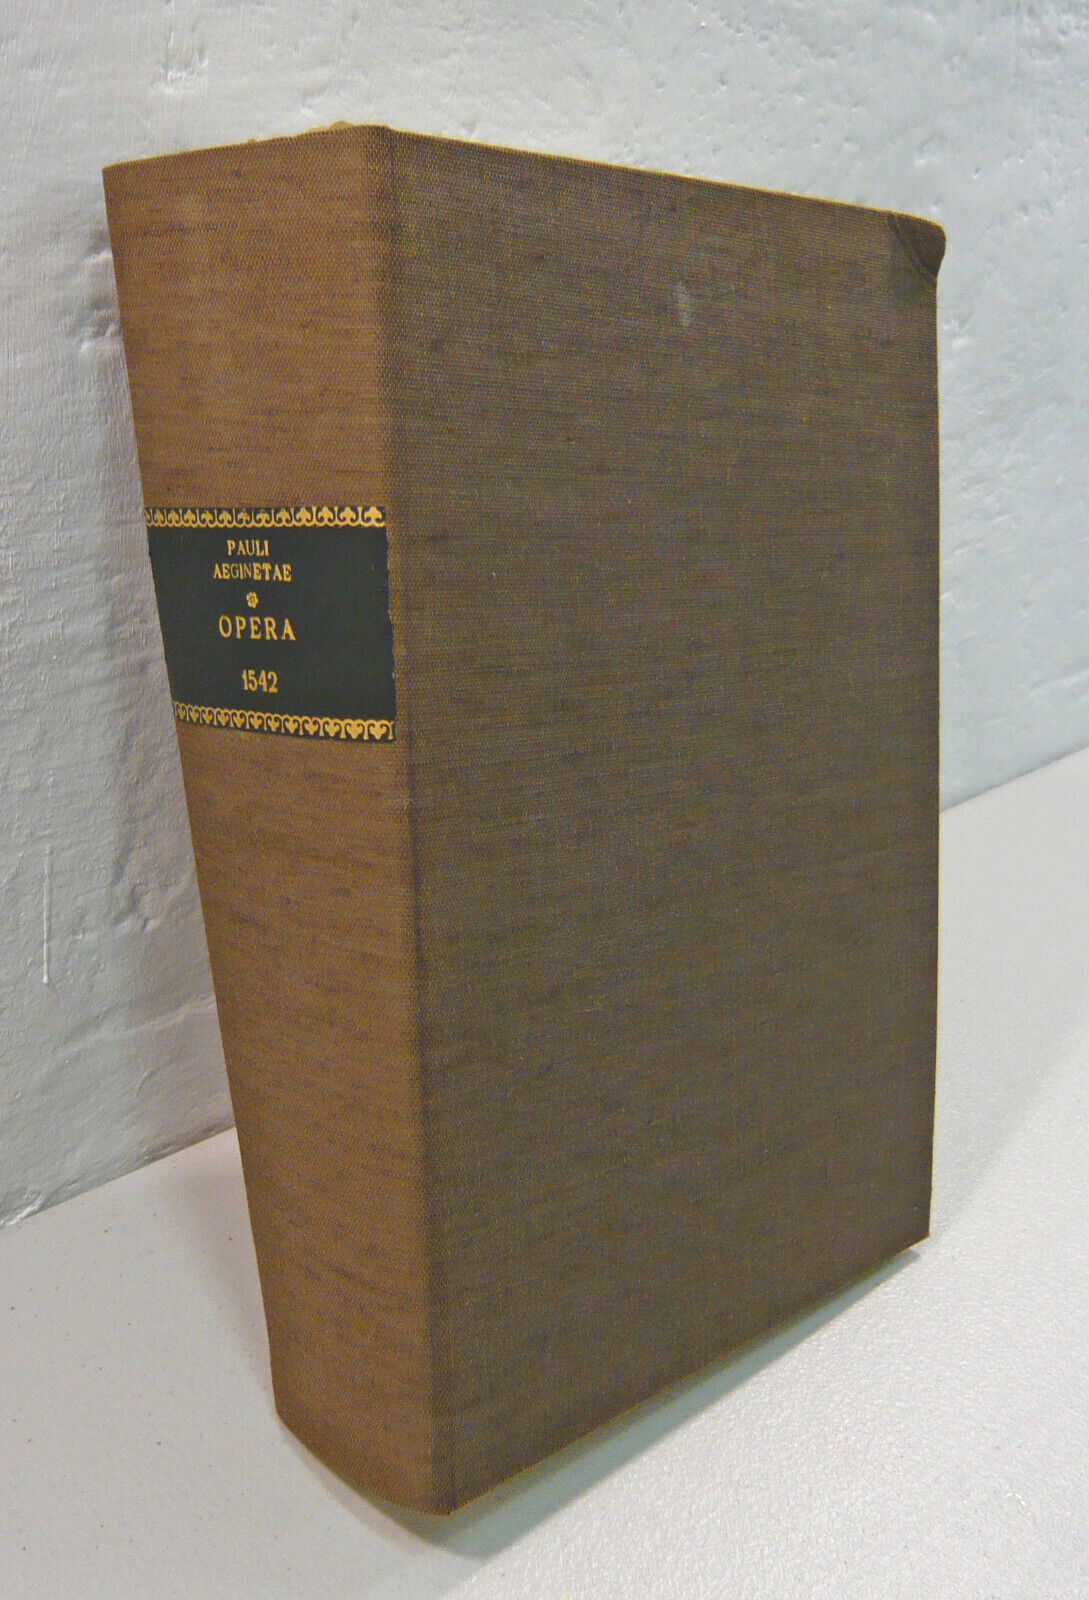 PAULI
AEGINETAE
OPERA
1542